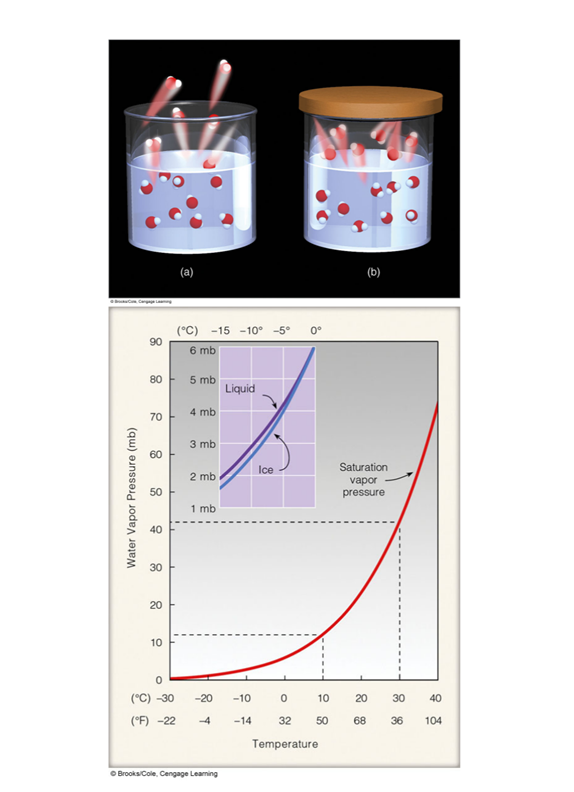 (a)
(b)
© Brooks/Cole, Cengage Learning
(°C) −15 −10° −5° 0°
90
80
70
60
50
40
30
20
10
0
Water Vapor Pressure (mb)
6 mb
5 mb
4 mb
3 mb
2 mb
1 mb
Liquid
Ice
Saturation
vapor
pressure
(°C) −30 −20 −10 0 10 20 30 40
(°F) −22 −4 −14 32 50 68 36 104
Temperature
© Brooks/Cole, Cengage Learning